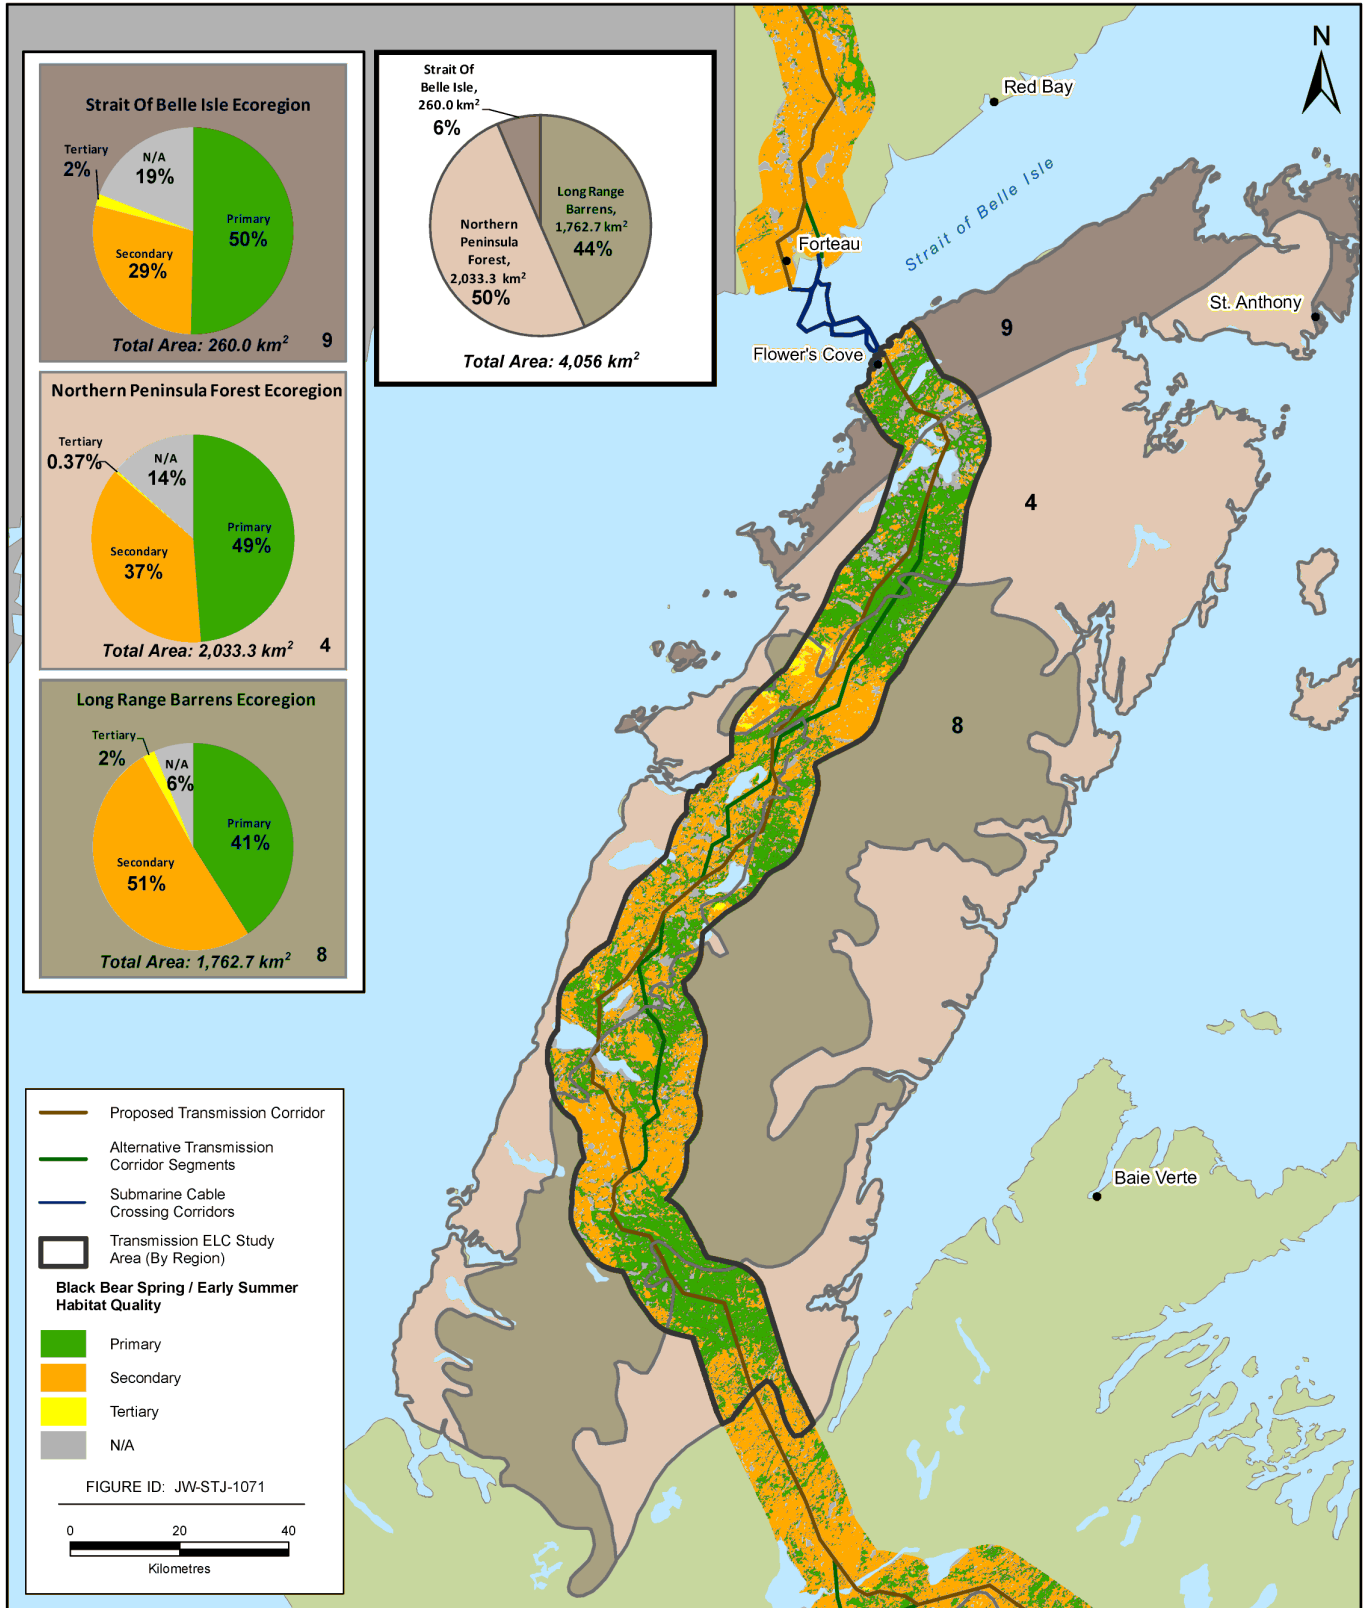 Strait Of Belle Isle Ecoregion
Tertiary
2%
N/A
19%
Primary
50%
Secondary
29%
Total Area: 260.0 km²
9
Northern Peninsula Forest Ecoregion
Tertiary
0.37%
N/A
14%
Primary
49%
Secondary
37%
Total Area: 2,033.3 km²
4
Long Range Barrens Ecoregion
Tertiary
2%
N/A
6%
Primary
41%
Secondary
51%
Total Area: 1,762.7 km²
8
Strait Of
Belle Isle,
260.0 km²
6%
Long Range
Barrens,
1,762.7 km²
44%
Northern
Peninsula
Forest,
2,033.3 km²
50%
Total Area: 4,056 km²
N
Red Bay
Strait of Belle Isle
Forteau
St. Anthony
9
Flower's Cove
4
8
Baie Verte
Proposed Transmission Corridor
Alternative Transmission
Corridor Segments
Submarine Cable
Crossing Corridors
Transmission ELC Study
Area (By Region)
Black Bear Spring / Early Summer
Habitat Quality
Primary
Secondary
Tertiary
N/A
FIGURE ID: JW-STJ-1071
0 20 40
Kilometres